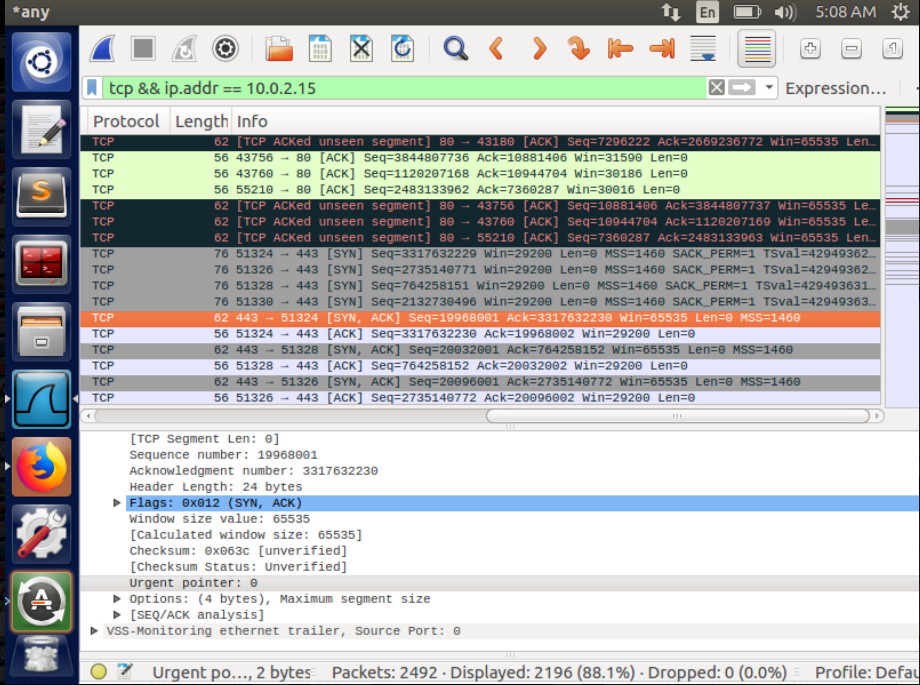 *any
En
5:08 AM
tcp && ip.addr == 10.0.2.15
Expression…
Protocol Length Info
TCP 62 [TCP ACKed unseen segment] 80 → 43180 [ACK] Seq=7296222 Ack=2669236772 Win=65535 Len…
TCP 56 43756 → 80 [ACK] Seq=3844807736 Ack=10881406 Win=31590 Len=0
TCP 56 43760 → 80 [ACK] Seq=1120207168 Ack=10944704 Win=30186 Len=0
TCP 56 55210 → 80 [ACK] Seq=2483133962 Ack=7360287 Win=30016 Len=0
TCP 62 [TCP ACKed unseen segment] 80 → 43756 [ACK] Seq=10881406 Ack=3844807737 Win=65535 Le…
TCP 62 [TCP ACKed unseen segment] 80 → 43760 [ACK] Seq=10944704 Ack=1120207169 Win=65535 Le…
TCP 62 [TCP ACKed unseen segment] 80 → 55210 [ACK] Seq=7360287 Ack=2483133963 Win=65535 Len…
TCP 76 51324 → 443 [SYN] Seq=3317632229 Win=29200 Len=0 MSS=1460 SACK_PERM=1 TSval=42949362…
TCP 76 51326 → 443 [SYN] Seq=2735140771 Win=29200 Len=0 MSS=1460 SACK_PERM=1 TSval=42949362…
TCP 76 51328 → 443 [SYN] Seq=764258151 Win=29200 Len=0 MSS=1460 SACK_PERM=1 TSval=429493631…
TCP 76 51330 → 443 [SYN] Seq=2132730496 Win=29200 Len=0 MSS=1460 SACK_PERM=1 TSval=42949363…
TCP 62 443 → 51324 [SYN, ACK] Seq=19968001 Ack=3317632230 Win=65535 Len=0 MSS=1460
TCP 56 51324 → 443 [ACK] Seq=3317632230 Ack=19968002 Win=29200 Len=0
TCP 62 443 → 51328 [SYN, ACK] Seq=20032001 Ack=764258152 Win=65535 Len=0 MSS=1460
TCP 56 51328 → 443 [ACK] Seq=764258152 Ack=20032002 Win=29200 Len=0
TCP 62 443 → 51326 [SYN, ACK] Seq=20096001 Ack=2735140772 Win=65535 Len=0 MSS=1460
TCP 56 51326 → 443 [ACK] Seq=2735140772 Ack=20096002 Win=29200 Len=0
[TCP Segment Len: 0]
Sequence number: 19968001
Acknowledgment number: 3317632230
Header Length: 24 bytes
Flags: 0x012 (SYN, ACK)
Window size value: 65535
[Calculated window size: 65535]
Checksum: 0x063c [unverified]
[Checksum Status: Unverified]
Urgent pointer: 0
Options: (4 bytes), Maximum segment size
[SEQ/ACK analysis]
VSS-Monitoring ethernet trailer, Source Port: 0
Urgent po…, 2 bytes Packets: 2492 · Displayed: 2196 (88.1%) · Dropped: 0 (0.0%) Profile: Defau